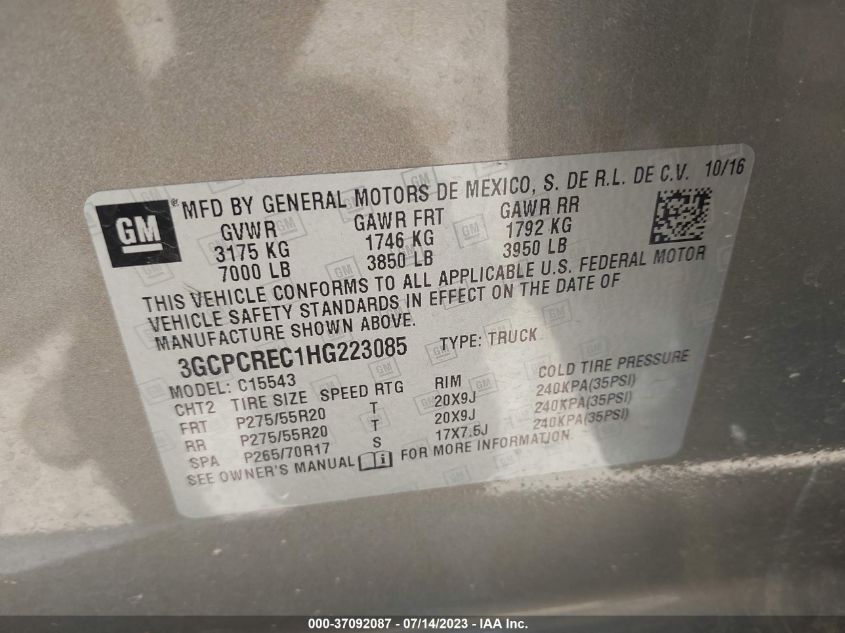 GM® MFD BY GENERAL MOTORS DE MEXICO, S. DE R.L. DE C.V. 10/16
GVWR GAWR FRT GAWR RR
3175 KG 1746 KG 1792 KG
7000 LB 3850 LB 3950 LB
THIS VEHICLE CONFORMS TO ALL APPLICABLE U.S. FEDERAL MOTOR
VEHICLE SAFETY STANDARDS IN EFFECT ON THE DATE OF
MANUFACTURE SHOWN ABOVE.
3GCPCREC1HG223085 TYPE: TRUCK
MODEL: C15543
CHT2 TIRE SIZE SPEED RTG RIM COLD TIRE PRESSURE
FRT P275/55R20 T 20X9J 240KPA(35PSI)
RR P275/55R20 T 20X9J 240KPA(35PSI)
SPA P265/70R17 S 17X7.5J 240KPA(35PSI)
SEE OWNER'S MANUAL FOR MORE INFORMATION
000-37092087 - 07/14/2023 - IAA Inc.